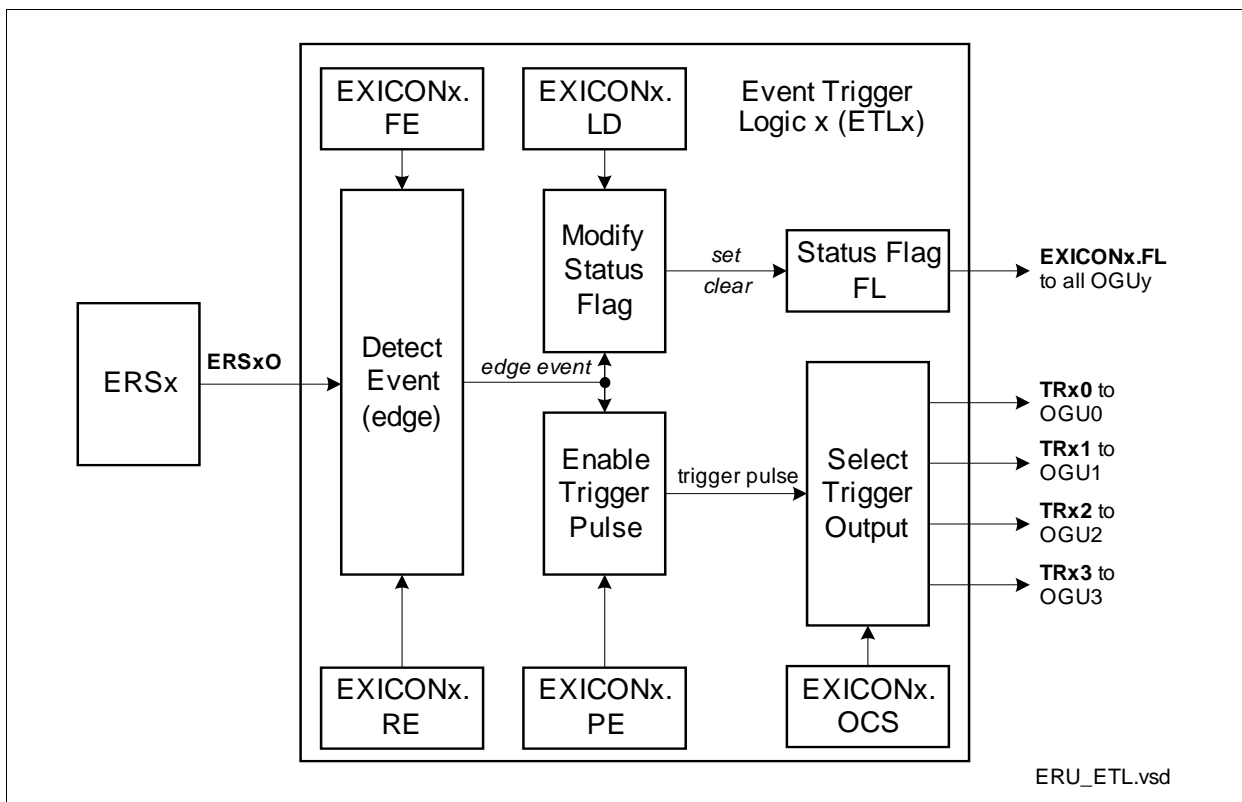 EXICONx.
FE
EXICONx.
LD
Event Trigger
Logic x (ETLx)
ERSx
ERSxO
Detect
Event
(edge)
edge event
Modify
Status
Flag
set
clear
Status Flag
FL
EXICONx.FL
to all OGUy
Enable
Trigger
Pulse
trigger pulse
Select
Trigger
Output
TRx0 to
OGU0
TRx1 to
OGU1
TRx2 to
OGU2
TRx3 to
OGU3
EXICONx.
RE
EXICONx.
PE
EXICONx.
OCS
ERU_ETL.vsd